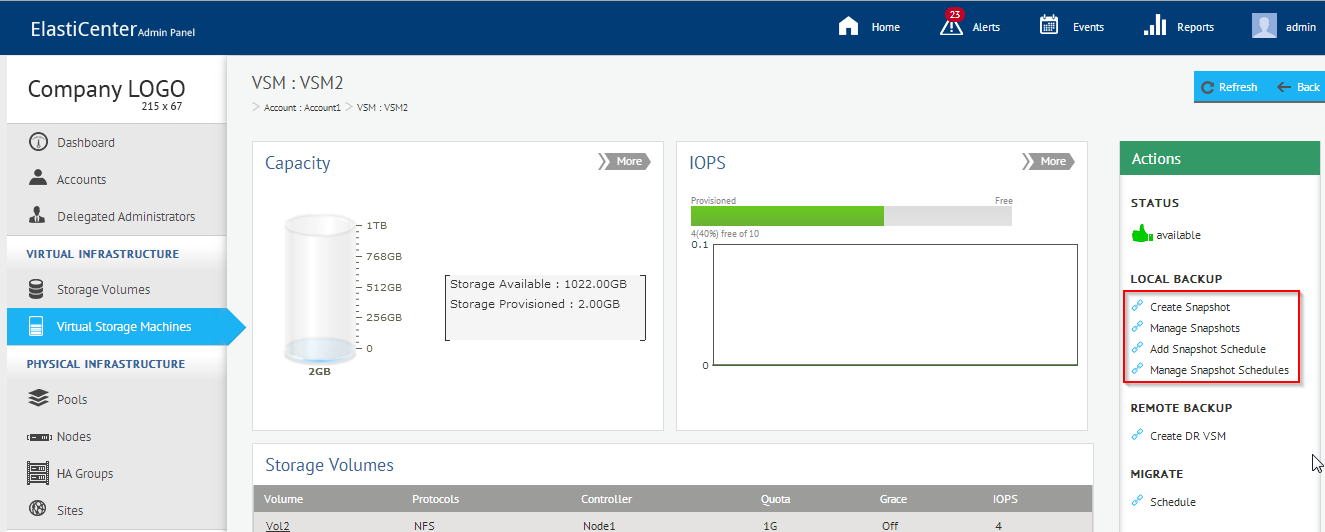 ElastiCenter Admin Panel
Home
23
Alerts
Events
Reports
admin
Company LOGO
215 x 67
Dashboard
Accounts
Delegated Administrators
VIRTUAL INFRASTRUCTURE
Storage Volumes
Virtual Storage Machines
PHYSICAL INFRASTRUCTURE
Pools
Nodes
HA Groups
Sites
VSM : VSM2
> Account : Account1 > VSM : VSM2
Refresh
Back
Capacity
More
1TB
768GB
512GB
256GB
0
2GB
Storage Available : 1022.00GB
Storage Provisioned : 2.00GB
IOPS
More
Provisioned Free
4(40%) free of 10
0.1
0
Storage Volumes
Volume Protocols Controller Quota Grace IOPS
Vol2 NFS Node1 1G Off 4
Actions
STATUS
available
LOCAL BACKUP
Create Snapshot
Manage Snapshots
Add Snapshot Schedule
Manage Snapshot Schedules
REMOTE BACKUP
Create DR VSM
MIGRATE
Schedule